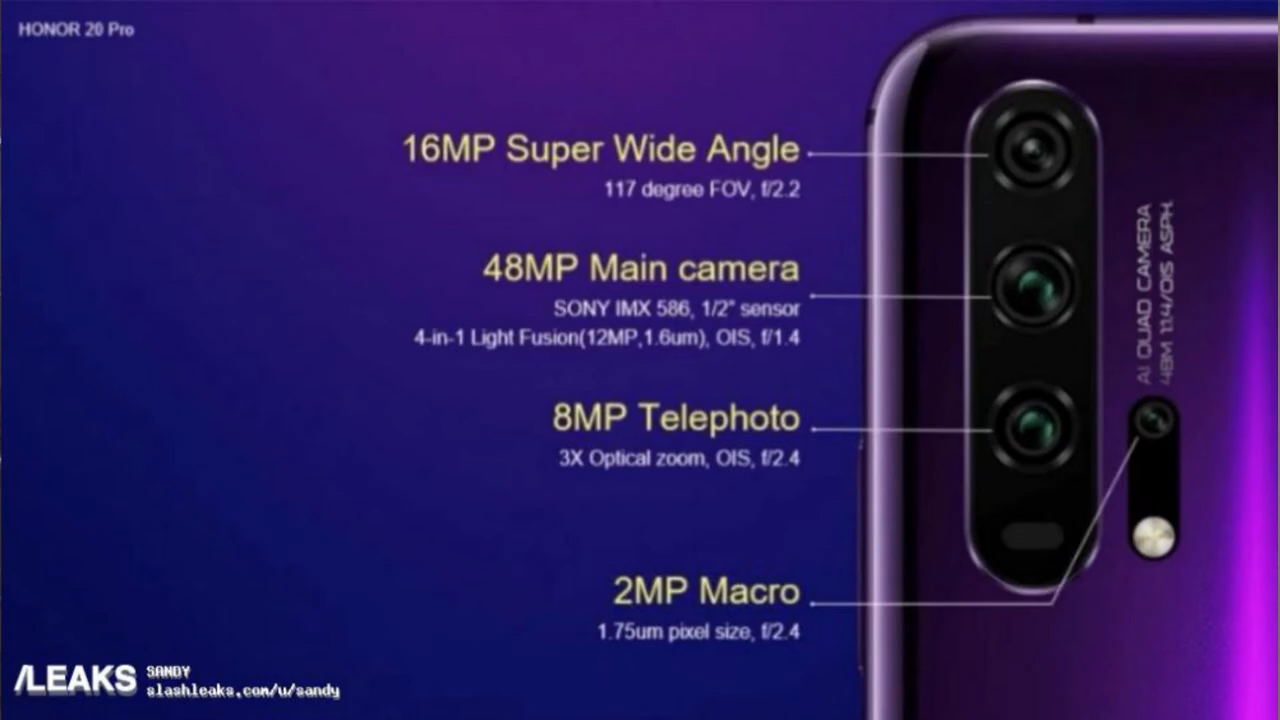 HONOR 20 Pro
16MP Super Wide Angle
117 degree FOV, f/2.2
48MP Main camera
SONY IMX 586, 1/2" sensor
4-in-1 Light Fusion(12MP,1.6um), OIS, f/1.4
8MP Telephoto
3X Optical zoom, OIS, f/2.4
2MP Macro
1.75um pixel size, f/2.4
AI QUAD CAMERA
48M 1:1.4/OIS ASPH.
/LEAKS
SANDY
slashleaks.com/u/sandy